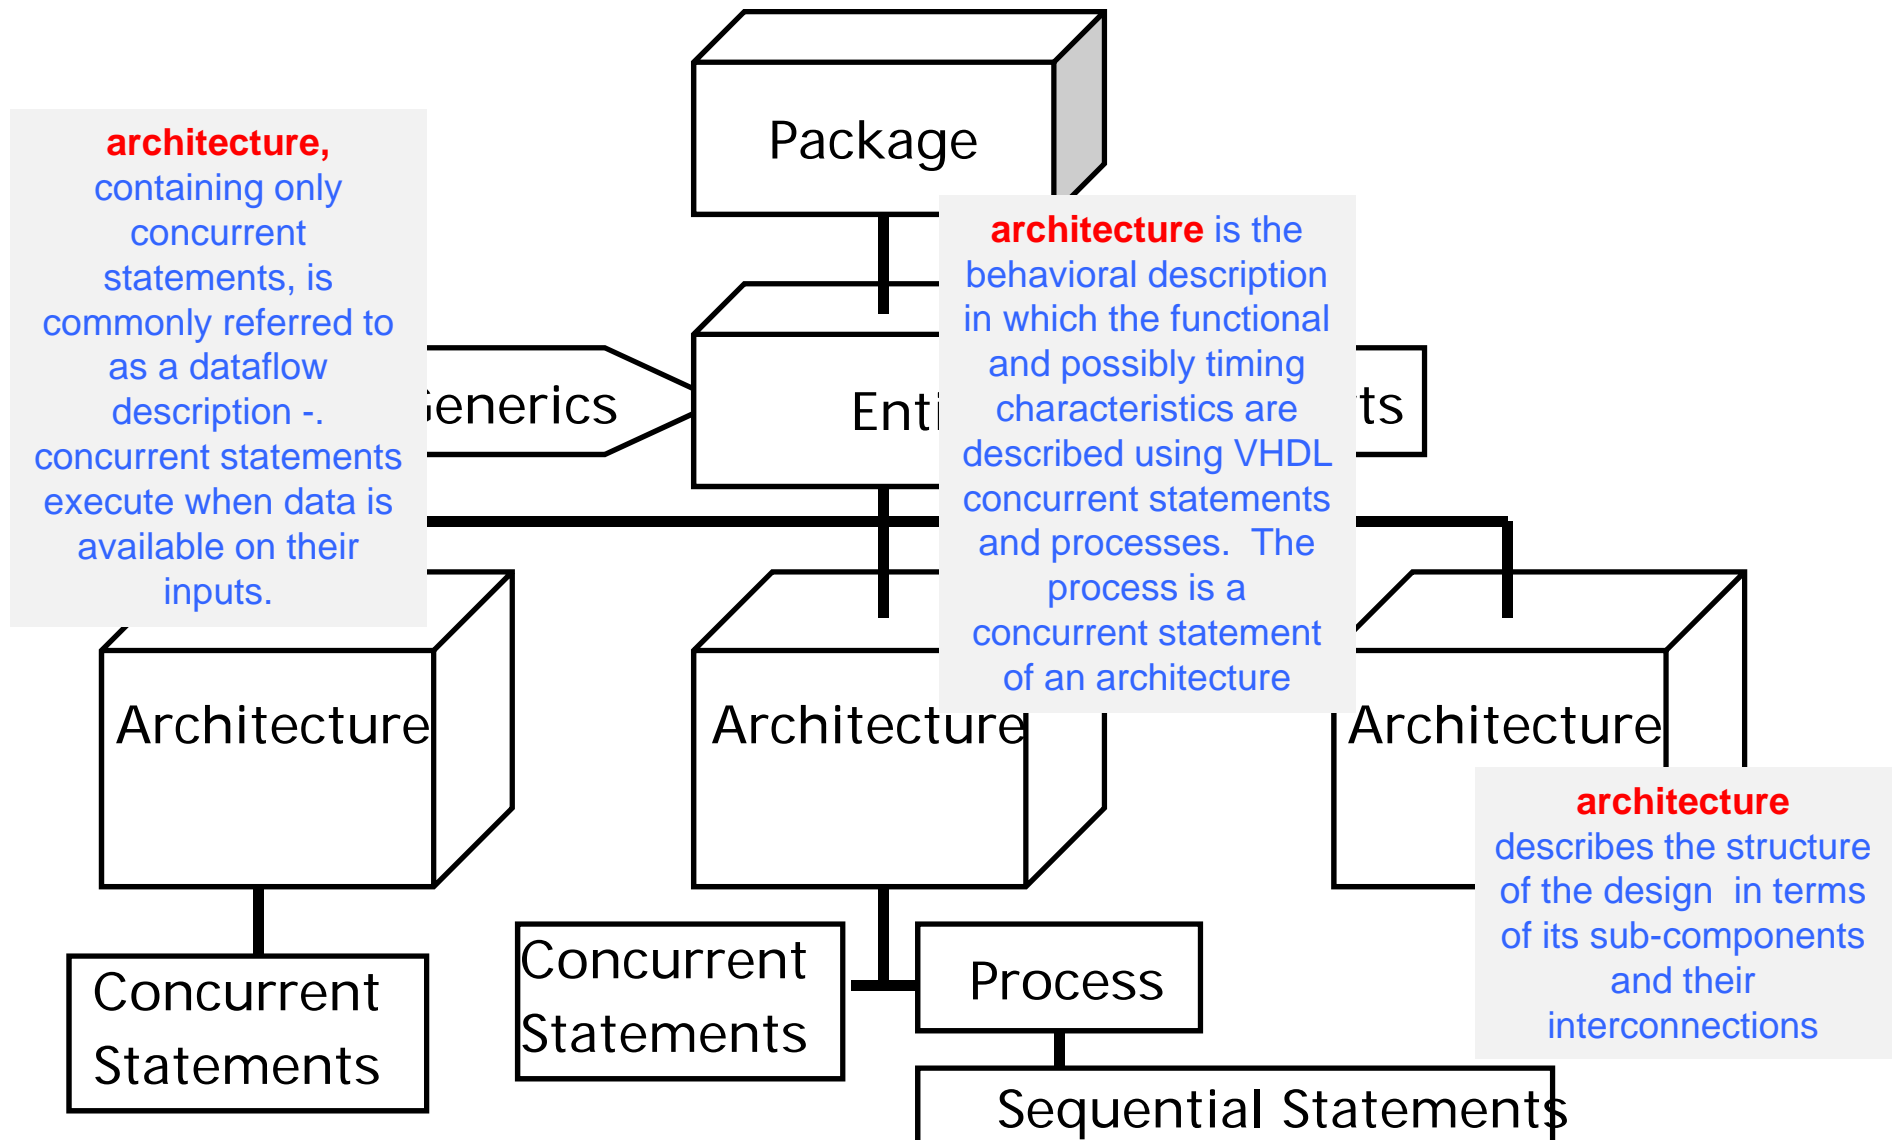 Package
architecture,
containing only
concurrent
statements, is
commonly referred to
as a dataflow
description -.
concurrent statements
execute when data is
available on their
inputs.
architecture is the
behavioral description
in which the functional
and possibly timing
characteristics are
described using VHDL
concurrent statements
and processes. The
process is a
concurrent statement
of an architecture
enerics
Enti
ts
Architecture
Architecture
Architecture
architecture
describes the structure
of the design in terms
of its sub-components
and their
interconnections
Concurrent
Statements
Concurrent
Statements
Process
Sequential Statements